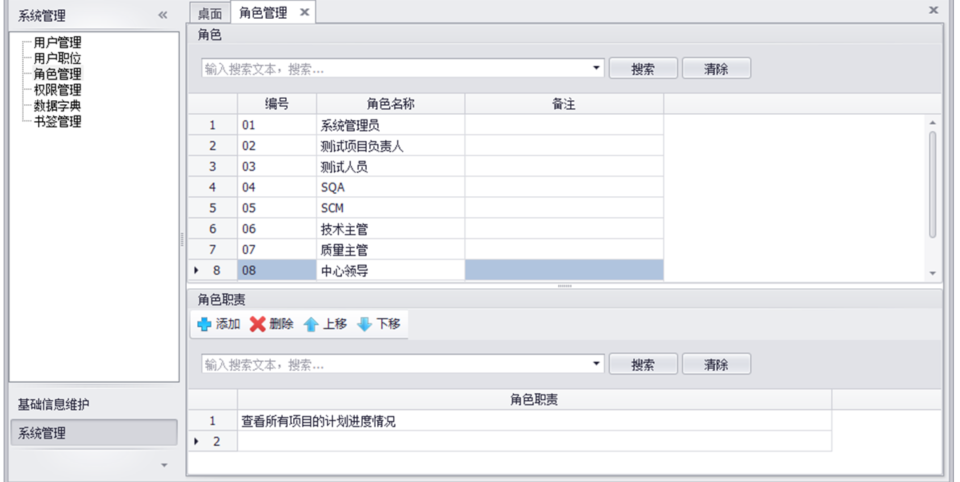 系统管理
用户管理
用户职位
角色管理
权限管理
数据字典
书签管理
基础信息维护
系统管理
桌面 角色管理
角色
输入搜索文本，搜索... 搜索 清除
编号 角色名称 备注
1 01 系统管理员
2 02 测试项目负责人
3 03 测试人员
4 04 SQA
5 05 SCM
6 06 技术主管
7 07 质量主管
8 08 中心领导
角色职责
添加 删除 上移 下移
输入搜索文本，搜索... 搜索 清除
角色职责
1 查看所有项目的计划进度情况
2